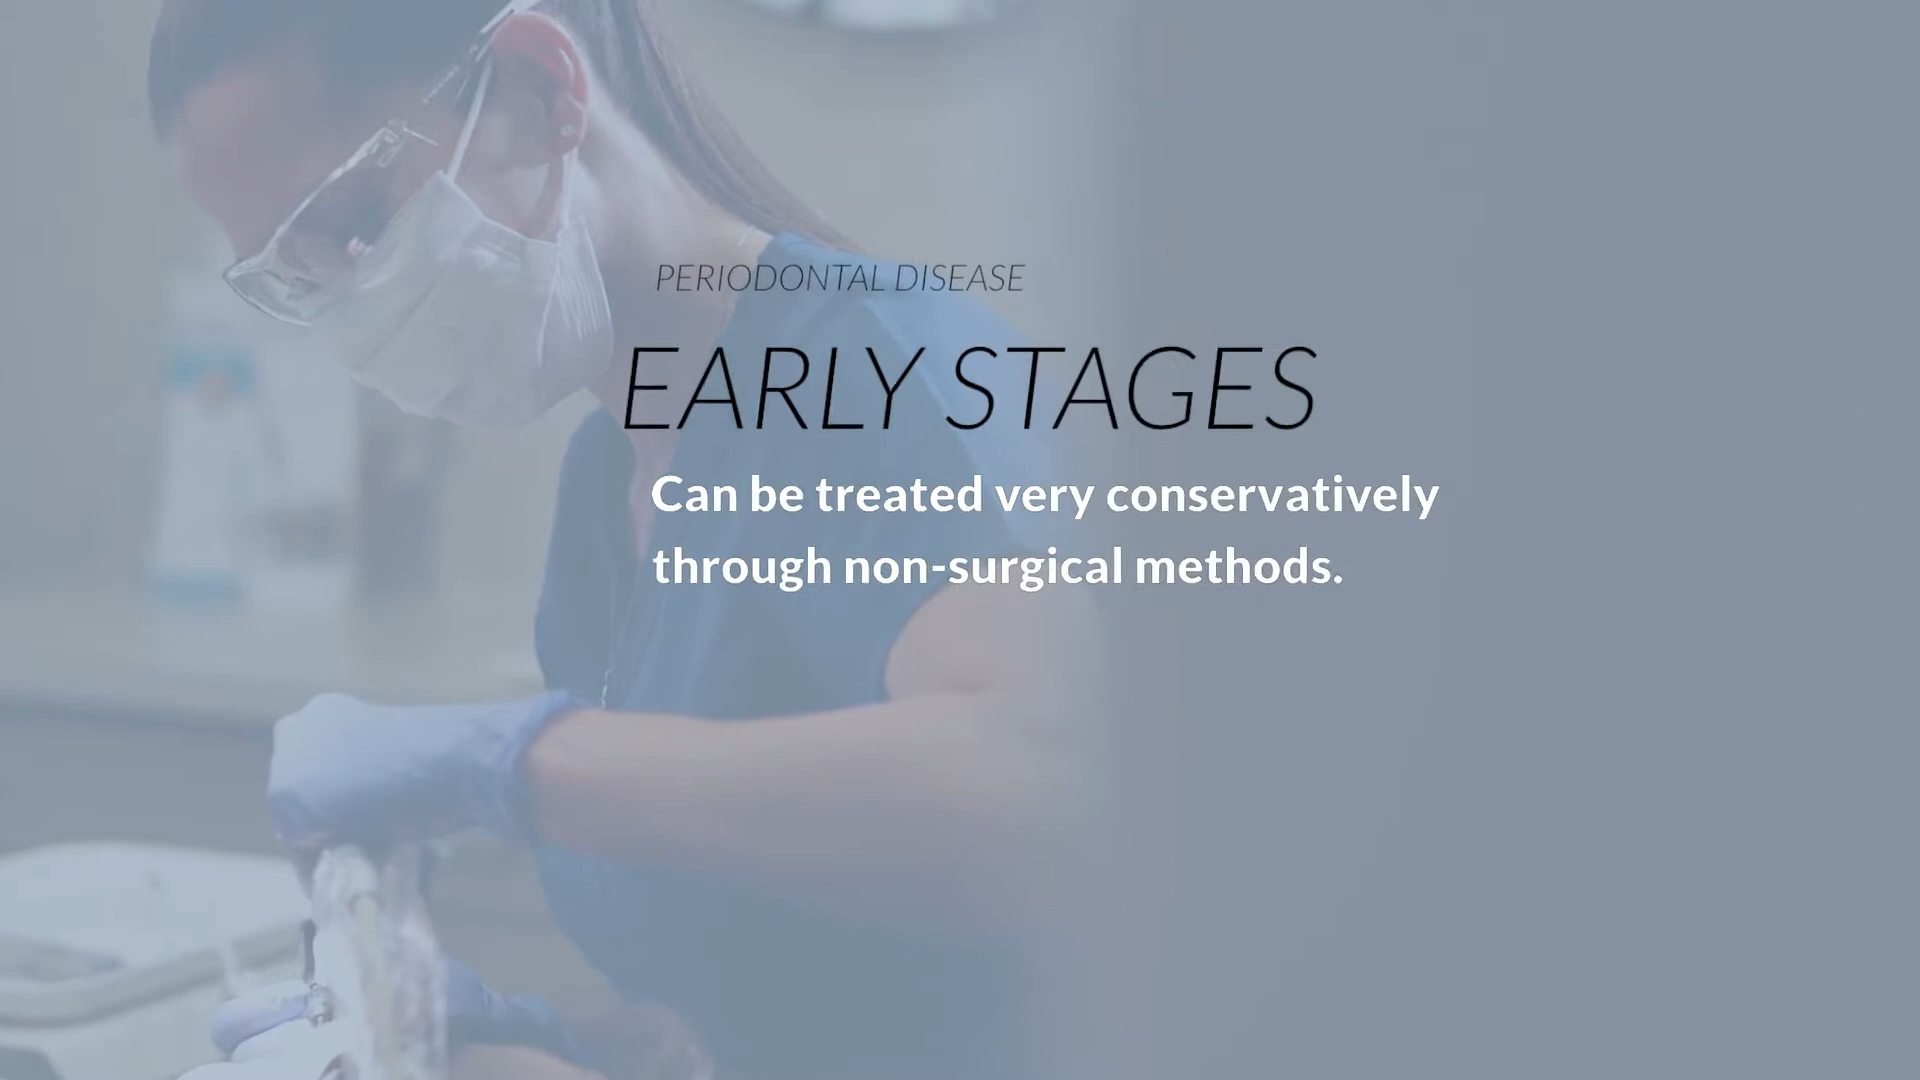 PERIODONTAL DISEASE
EARLY STAGES
Can be treated very conservatively
through non-surgical methods.